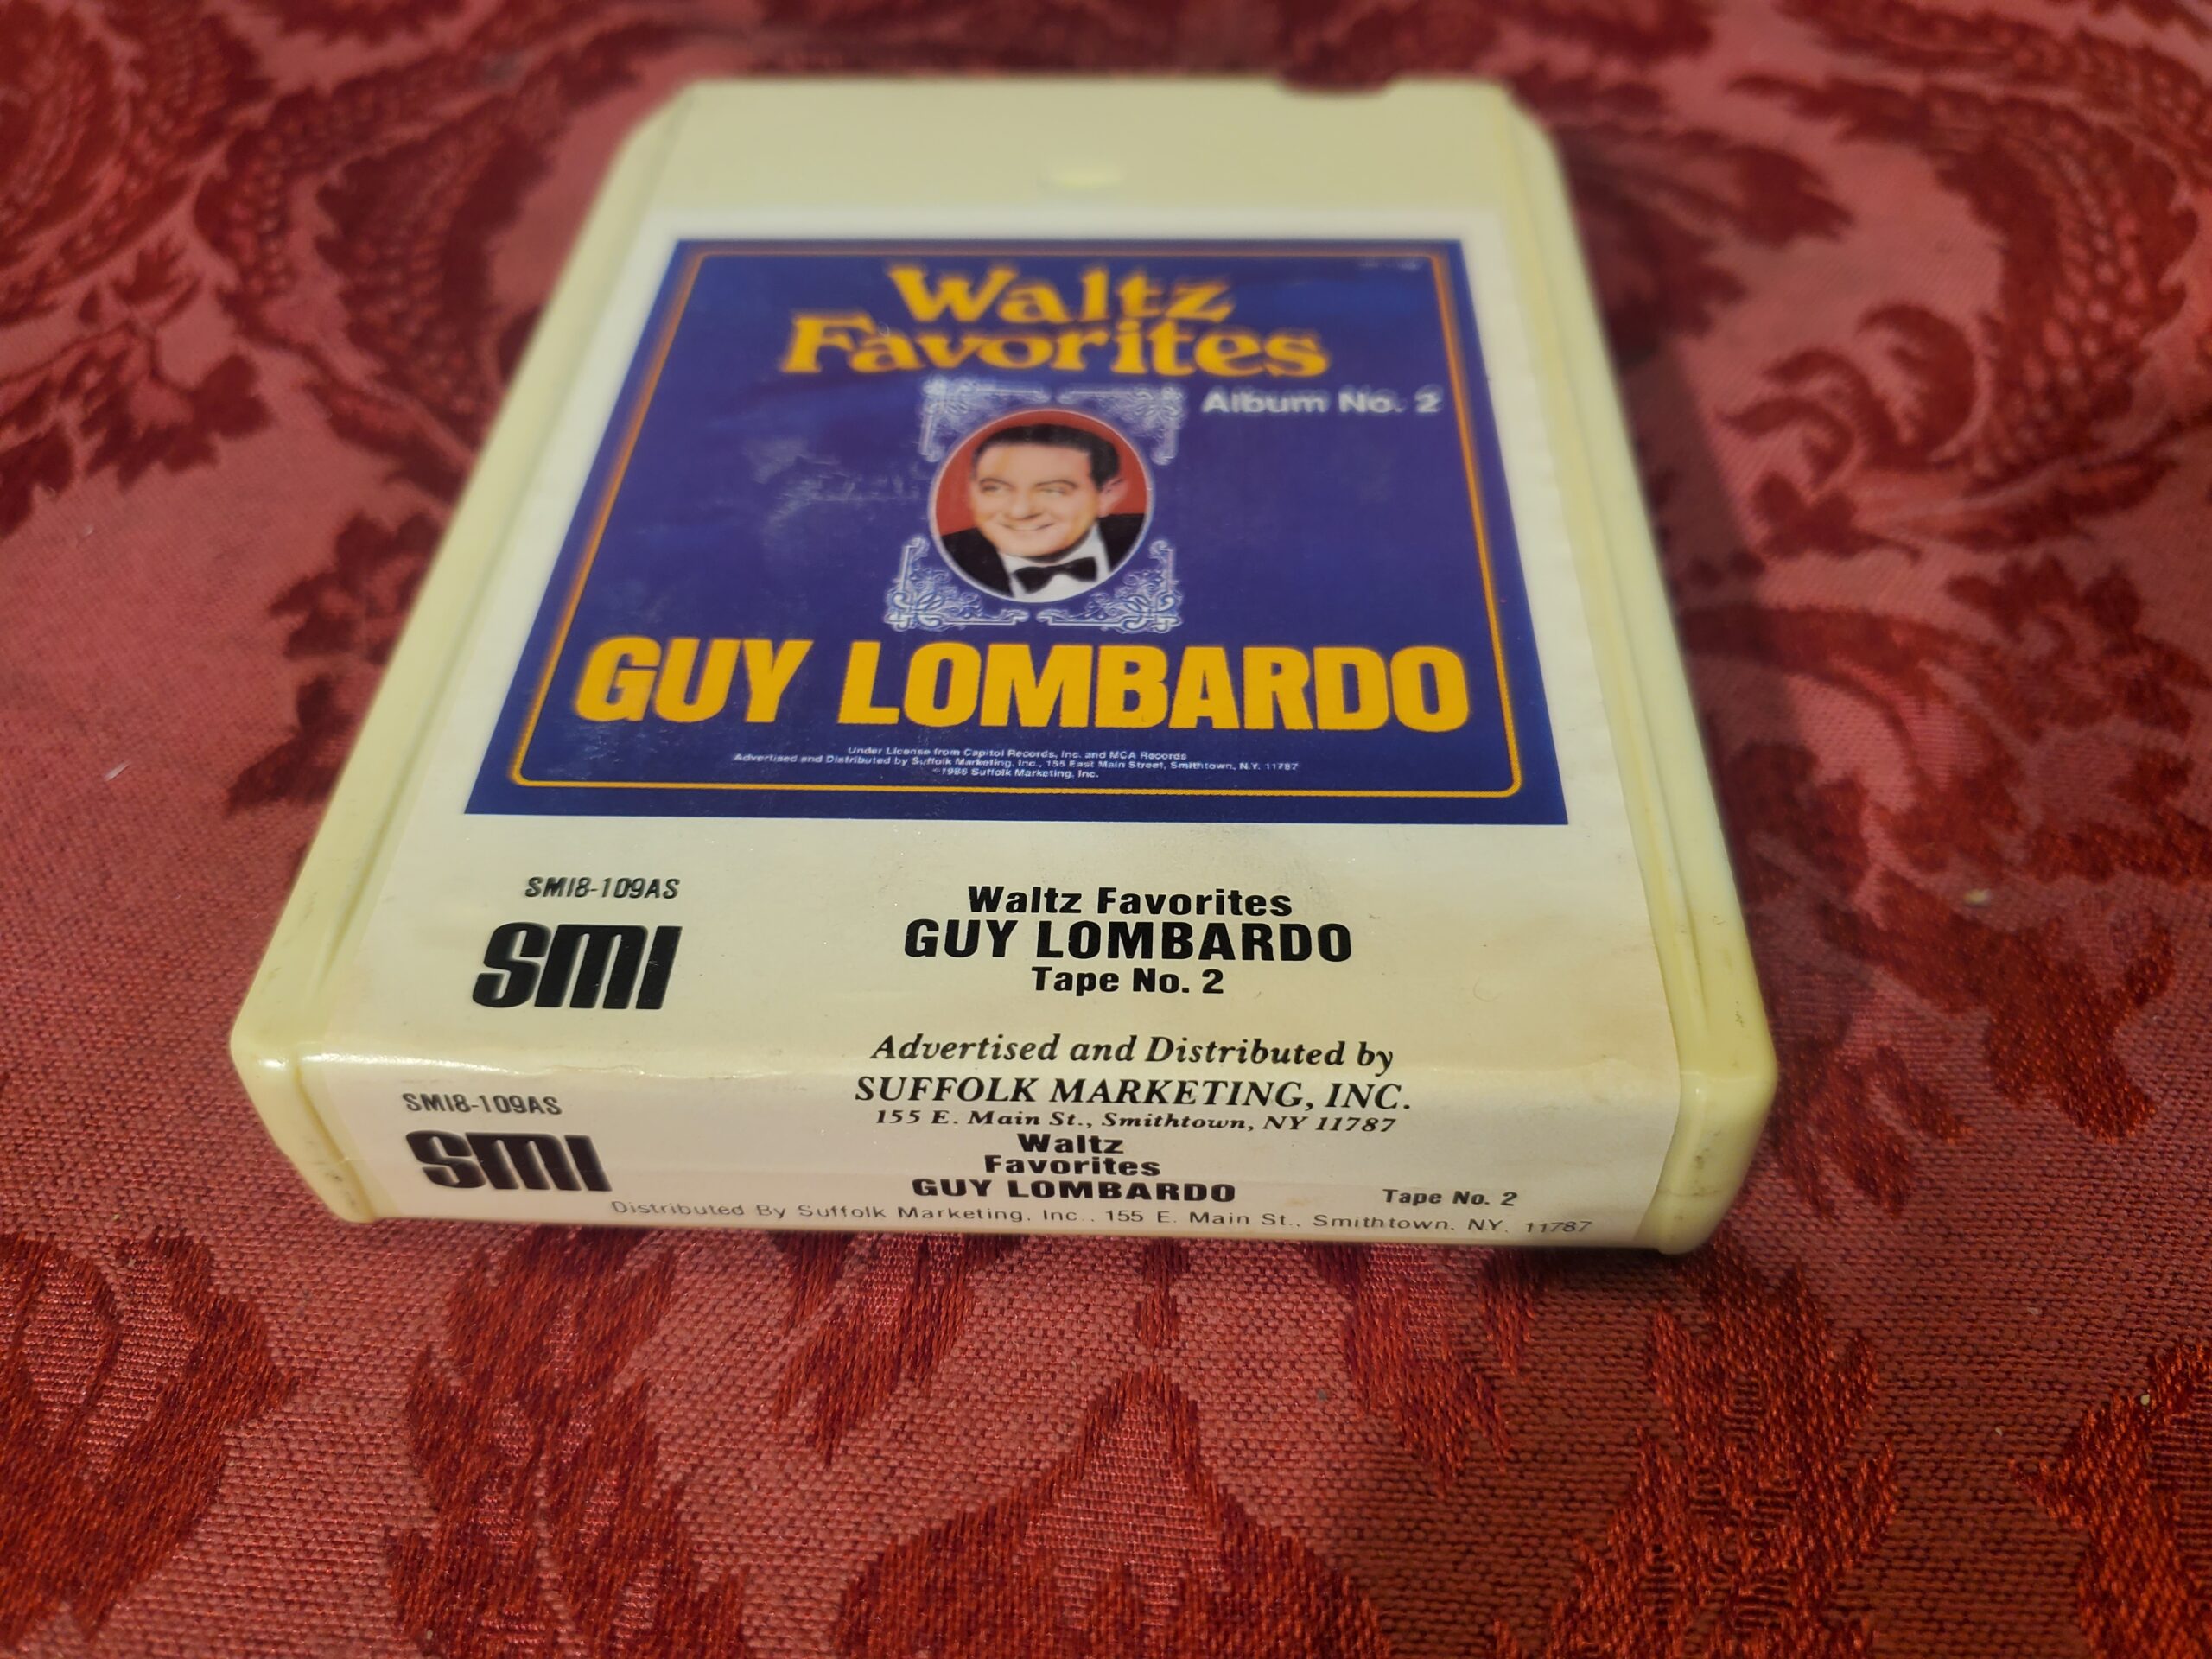 Waltz
Favorites
Album No. 2
GUY LOMBARDO
Under License from Capitol Records, Inc. and MCA Records
Advertised and Distributed by Suffolk Marketing, Inc., 155 East Main Street, Smithtown, N.Y. 11787
©1986 Suffolk Marketing, Inc.
SMI8-109AS
SMI
Waltz Favorites
GUY LOMBARDO
Tape No. 2
Advertised and Distributed by
SUFFOLK MARKETING, INC.
155 E. Main St., Smithtown, NY 11787
SMI8-109AS
SMI
Waltz
Favorites
GUY LOMBARDO
Tape No. 2
Distributed By Suffolk Marketing, Inc., 155 E. Main St., Smithtown, NY. 11787